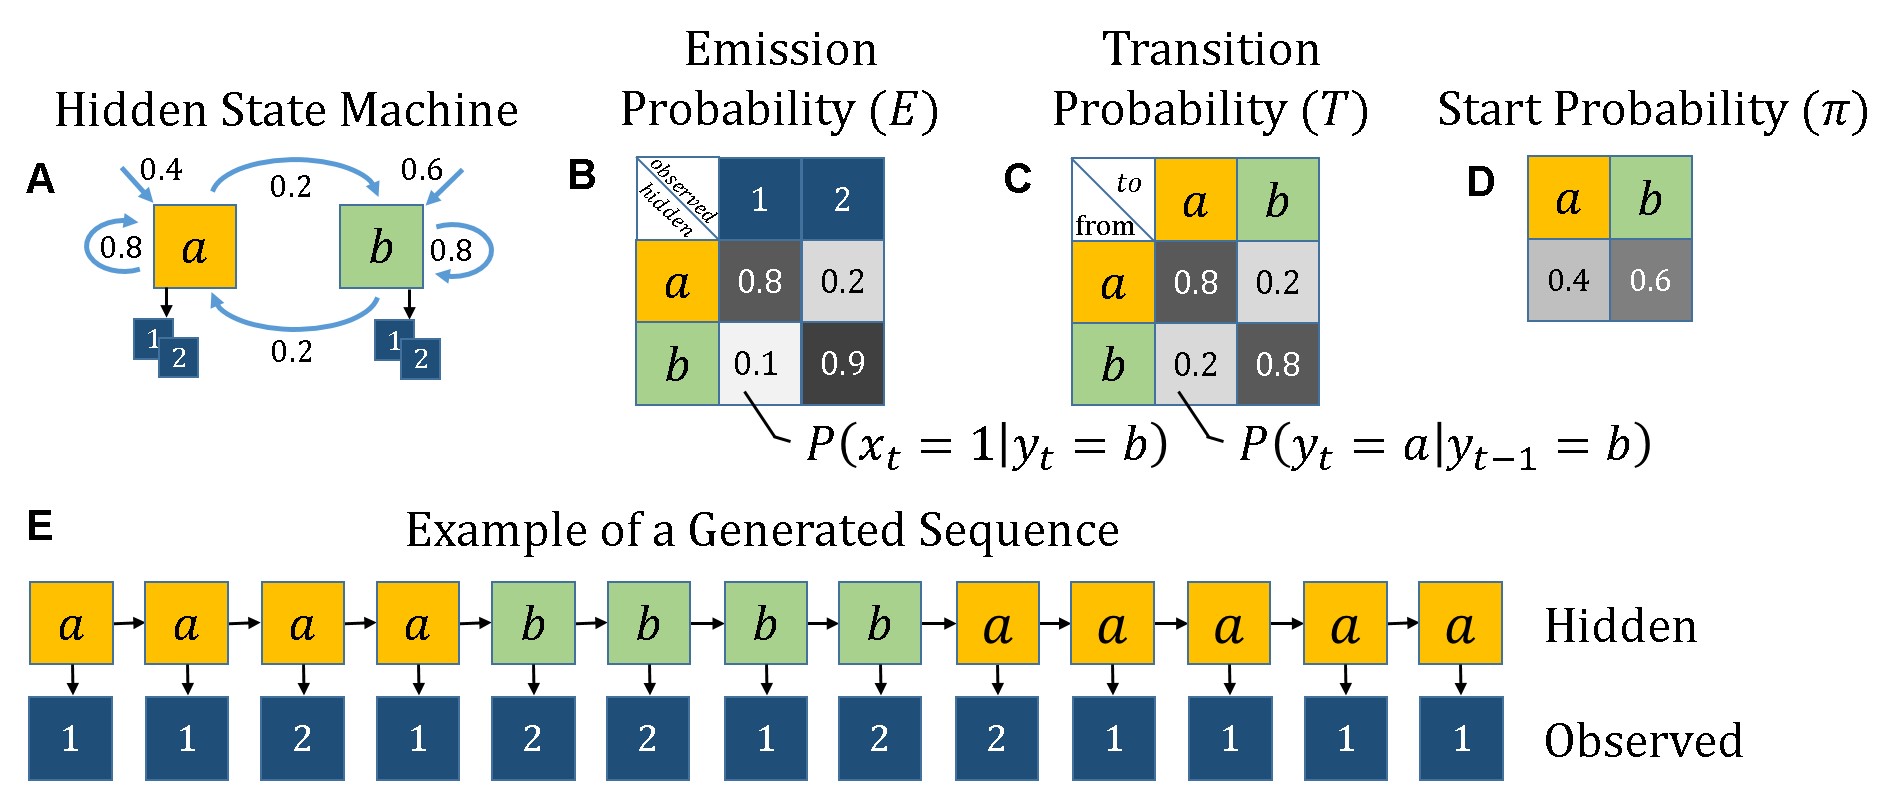 Hidden State Machine
A
0.4
0.2
0.6
0.8
a
b
0.8
1
2
0.2
1
2
Emission
Probability (E)
B
observed
hidden
1
2
a
0.8
0.2
b
0.1
0.9
P(x_t = 1|y_t = b)
Transition
Probability (T)
C
to
from
a
b
a
0.8
0.2
b
0.2
0.8
P(y_t = a|y_{t−1} = b)
Start Probability (π)
D
a
b
0.4
0.6
E
Example of a Generated Sequence
a a a a b b b b a a a a a Hidden
1 1 2 1 2 2 1 2 2 1 1 1 1 Observed